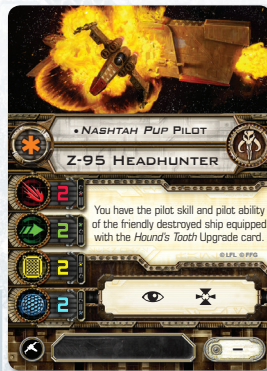 • NASHTAH PUP PILOT
Z-95 HEADHUNTER
2
You have the pilot skill and pilot ability
2
of the friendly destroyed ship equipped
with the Hound's Tooth Upgrade card.
©LFL ©FFG
2
2
–